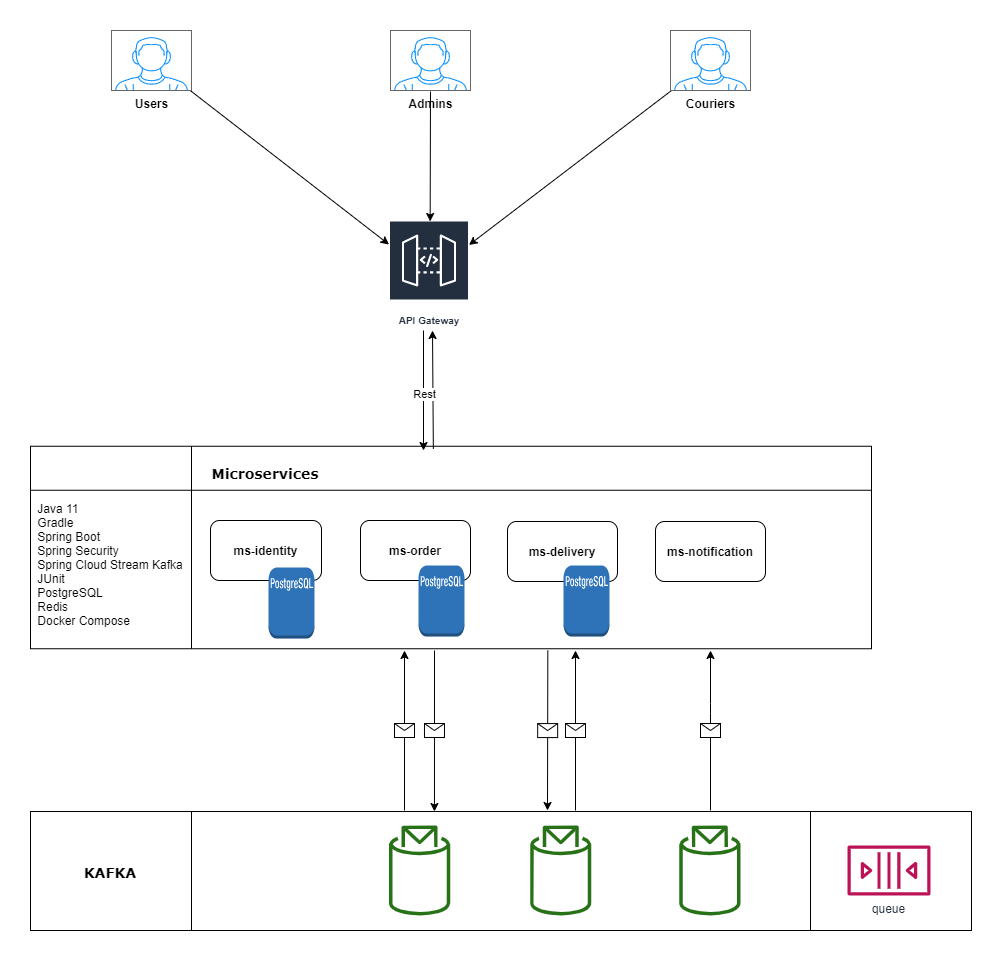 Users
Admins
Couriers
API Gateway
Rest
Microservices
Java 11
Gradle
Spring Boot
Spring Security
Spring Cloud Stream Kafka
JUnit
PostgreSQL
Redis
Docker Compose
ms-identity
ms-order
ms-delivery
ms-notification
PostgreSQL
PostgreSQL
PostgreSQL
KAFKA
queue